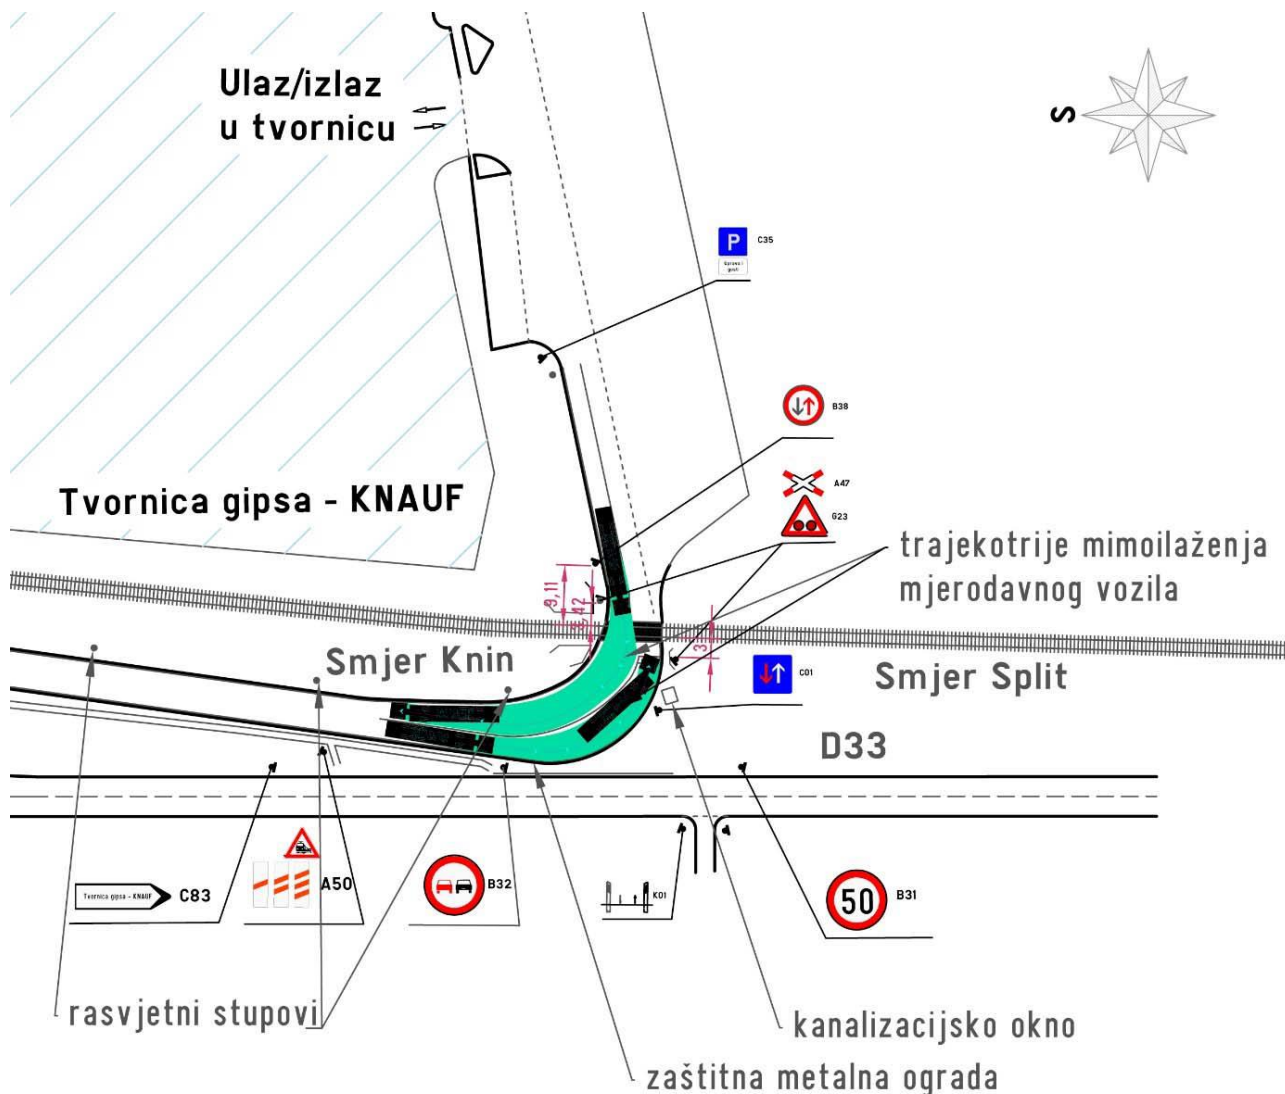 Ulaz/izlaz
u tvornicu
S
P
C35
B38
A47
G23
Tvornica gipsa - KNAUF
trajekotrije mimoilaženja
mjerodavnog vozila
9,11
Smjer Knin
C01
Smjer Split
D33
Tvornica gipsa - KNAUF
C83
A50
B32
K01
50
B31
rasvjetni stupovi
kanalizacijsko okno
zaštitna metalna ograda